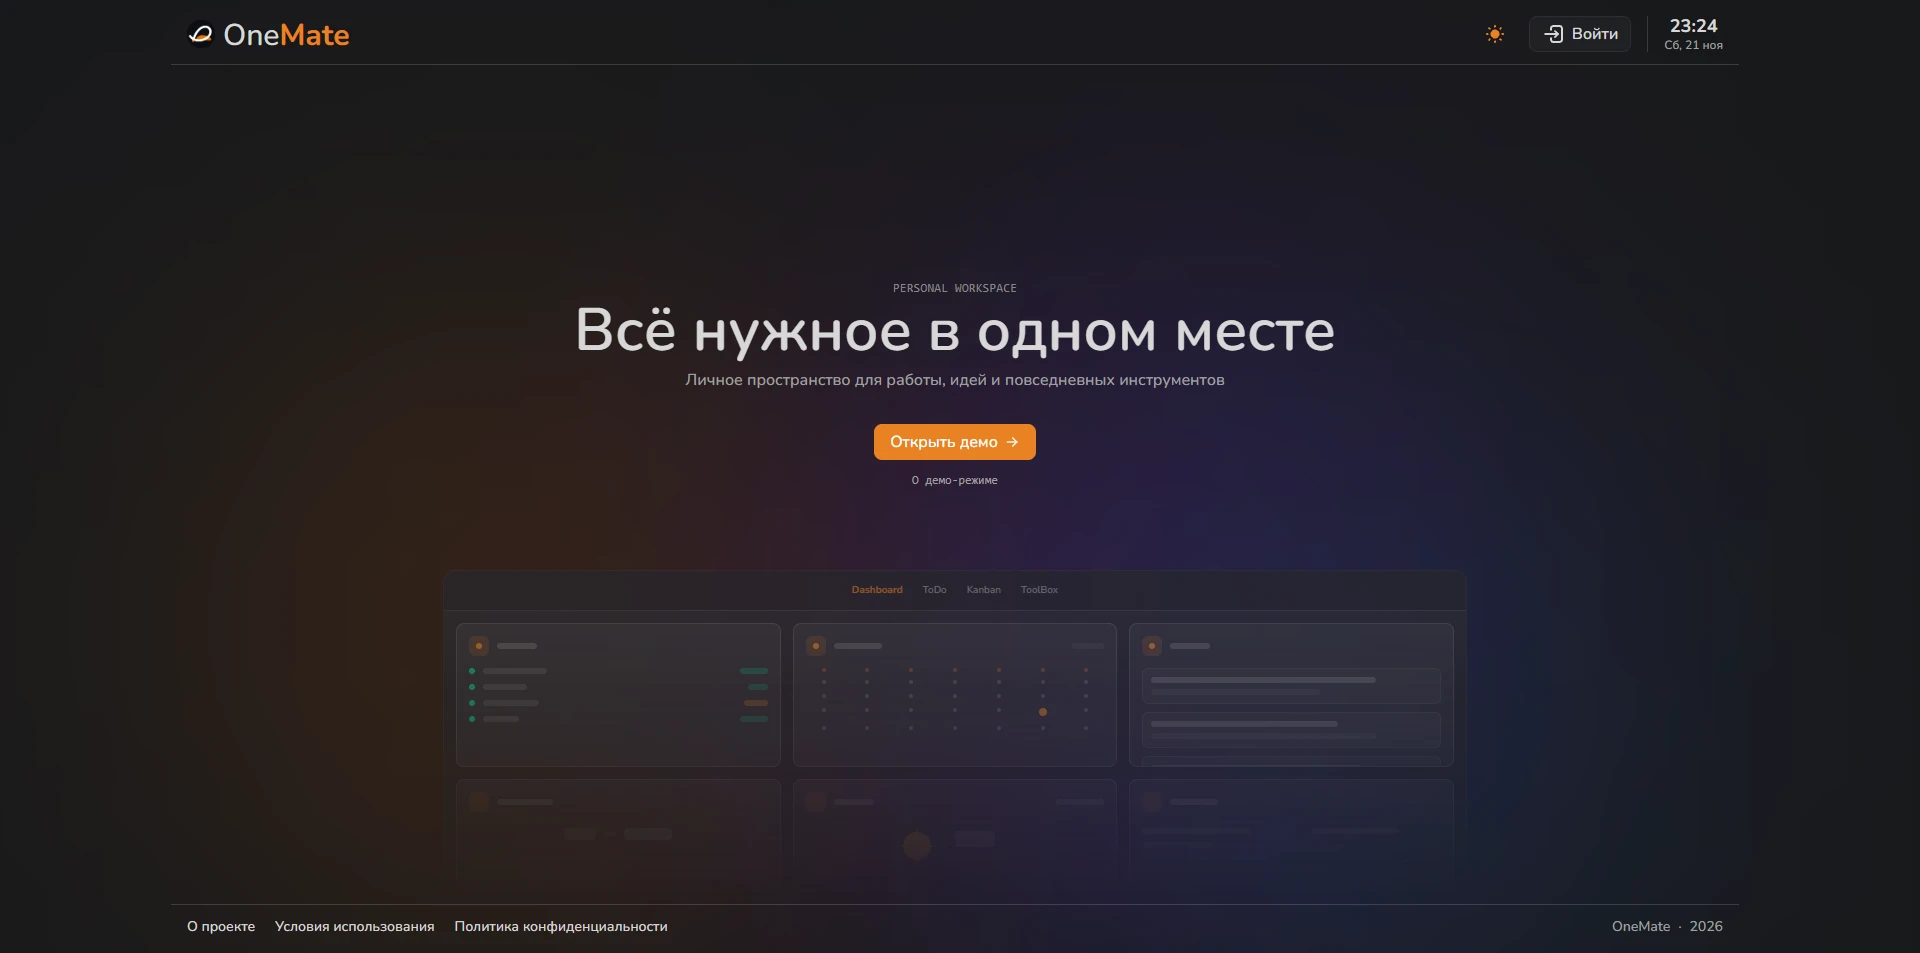 OneMate
Войти
23:24
Сб, 21 ноя
PERSONAL WORKSPACE
Всё нужное в одном месте
Личное пространство для работы, идей и повседневных инструментов
Открыть демо →
О демо-режиме
Dashboard ToDo Kanban ToolBox
О проекте Условия использования Политика конфиденциальности
OneMate · 2026